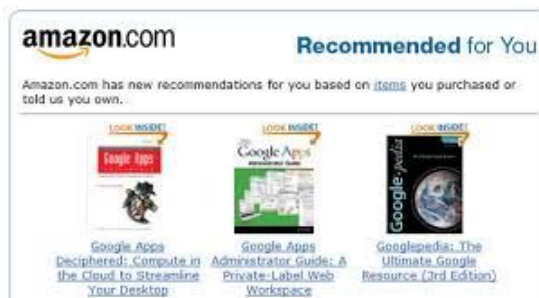 amazon.com
Recommended for You
Amazon.com has new recommendations for you based on items you purchased or
told us you own.
LOOK INSIDE!
LOOK INSIDE!
LOOK INSIDE!
Google Apps
Google Apps
ADMINISTRATOR GUIDE
Google·pedia
Google Apps
Deciphered: Compute in
the Cloud to Streamline
Your Desktop
Google Apps
Administrator Guide: A
Private-Label Web
Workspace
Googlepedia: The
Ultimate Google
Resource (3rd Edition)